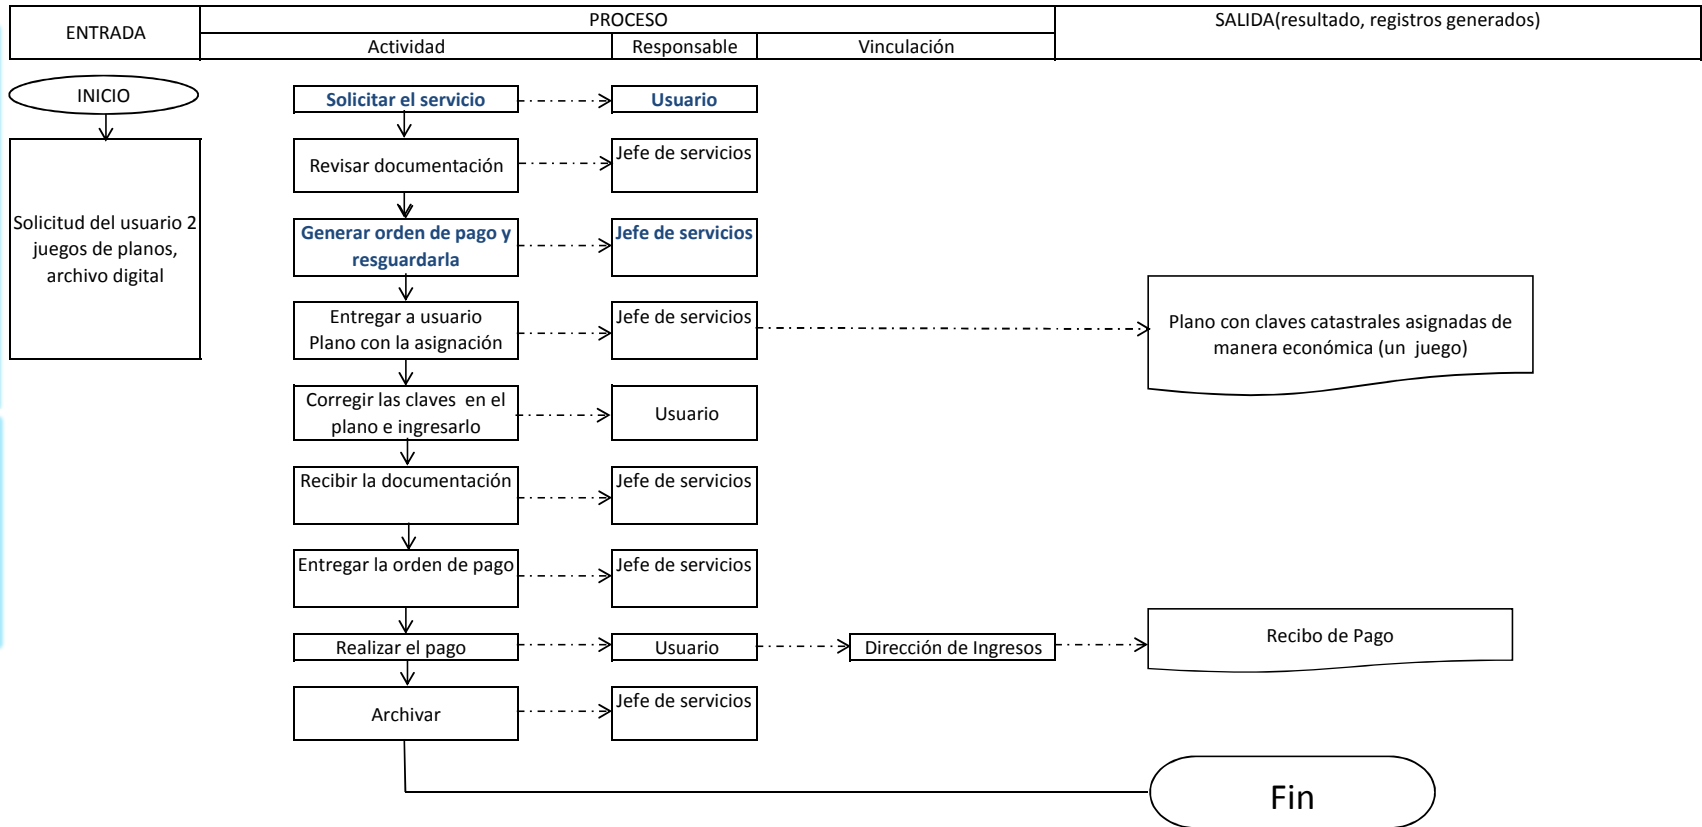 ENTRADA
PROCESO
SALIDA(resultado, registros generados)
Actividad
Responsable
Vinculación
INICIO
Solicitud del usuario 2
juegos de planos,
archivo digital
Solicitar el servicio
Usuario
Revisar documentación
Jefe de servicios
Generar orden de pago y
resguardarla
Jefe de servicios
Entregar a usuario
Plano con la asignación
Jefe de servicios
Plano con claves catastrales asignadas de
manera económica (un juego)
Corregir las claves en el
plano e ingresarlo
Usuario
Recibir la documentación
Jefe de servicios
Entregar la orden de pago
Jefe de servicios
Realizar el pago
Usuario
Dirección de Ingresos
Recibo de Pago
Archivar
Jefe de servicios
Fin